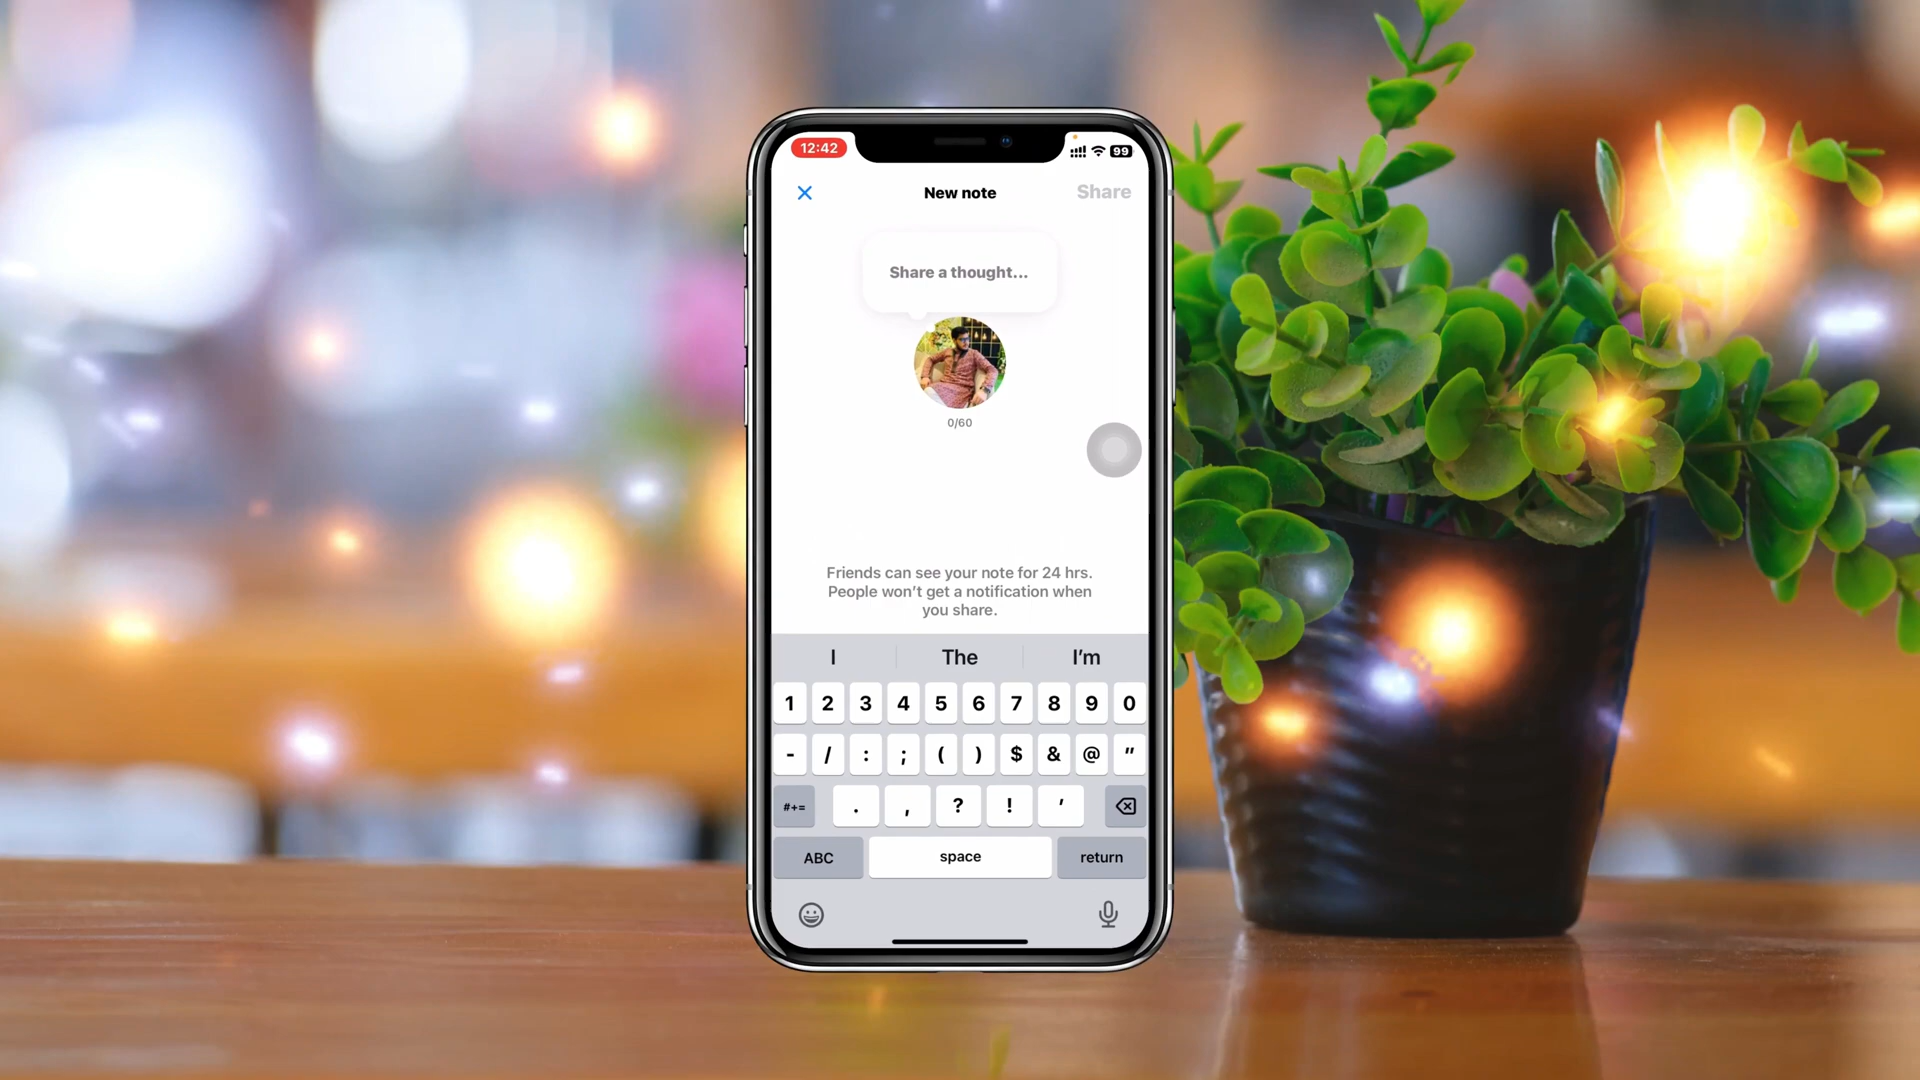 12:42
99
New note
Share
Share a thought...
0/60
Friends can see your note for 24 hrs.
People won't get a notification when
you share.
I The I'm
1 2 3 4 5 6 7 8 9 0
- / : ; ( ) $ & @ "
#+= . , ? ! '
ABC space return